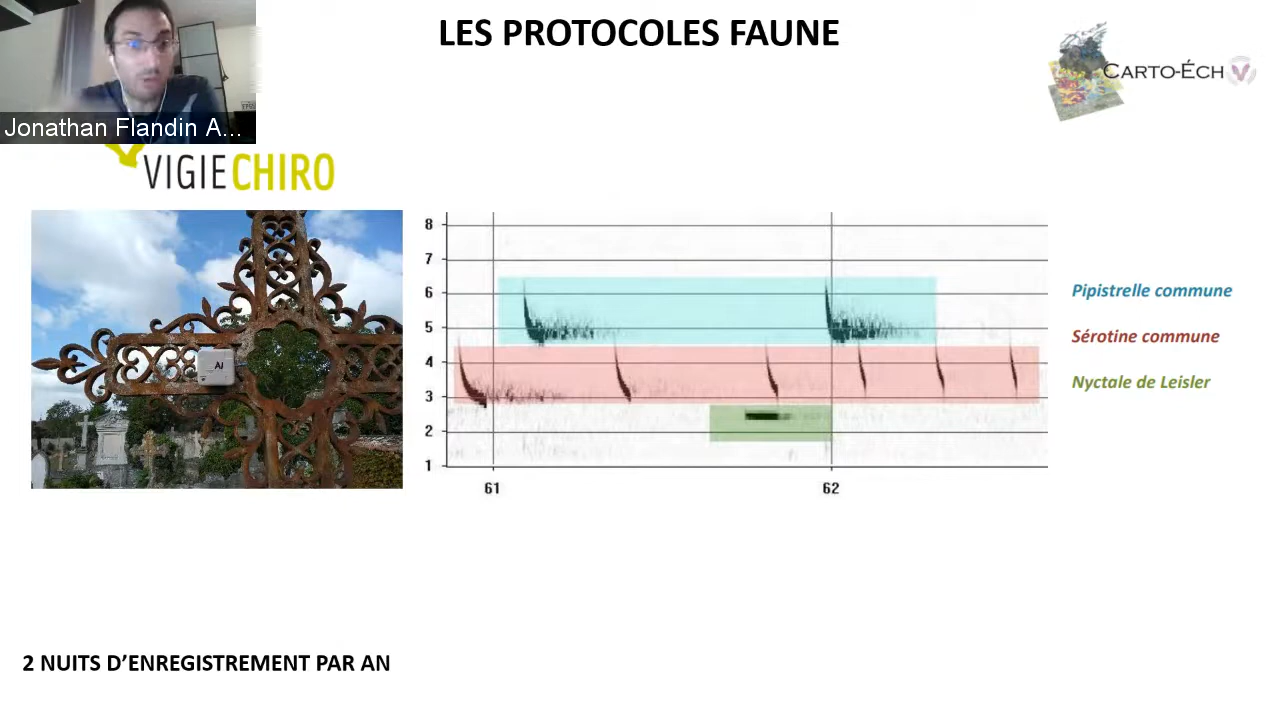 LES PROTOCOLES FAUNE
CARTO-ÉCH
Jonathan Flandin A...
VIGIECHIRO
8
7
6
5
4
3
2
1
61
62
Pipistrelle commune
Sérotine commune
Nyctale de Leisler
2 NUITS D’ENREGISTREMENT PAR AN